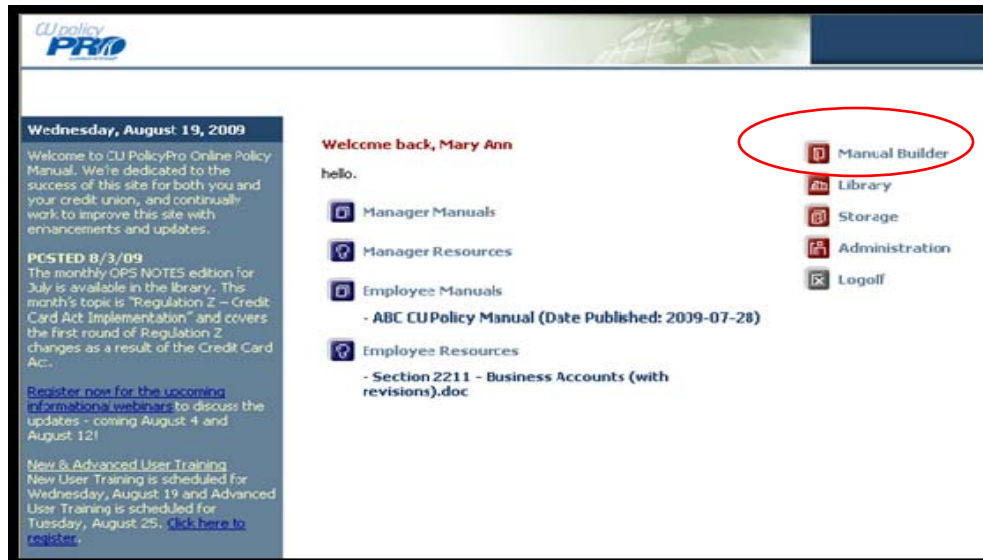 CU policy
PRO
Wednesday, August 19, 2009
Welcome to CU PolicyPro Online Policy
Manual. We're dedicated to the
success of this site for both you and
your credit union, and continually
work to improve this site with
enhancements and updates.
POSTED 8/3/09
The monthly OPS NOTES edition for
July is available in the library. This
month's topic is "Regulation Z – Credit
Card Act Implementation" and covers
the first round of Regulation Z
changes as a result of the Credit Card
Act.
Register now for the upcoming
informational webinars to discuss the
updates - coming August 4 and
August 12!
New & Advanced User Training
New User Training is scheduled for
Wednesday, August 19 and Advanced
User Training is scheduled for
Tuesday, August 25. Click here to
register.
Welcome back, Mary Ann
hello.
Manager Manuals
Manager Resources
Employee Manuals
- ABC CU Policy Manual (Date Published: 2009-07-28)
Employee Resources
- Section 2211 - Business Accounts (with
revisions).doc
Manual Builder
Library
Storage
Administration
Logoff